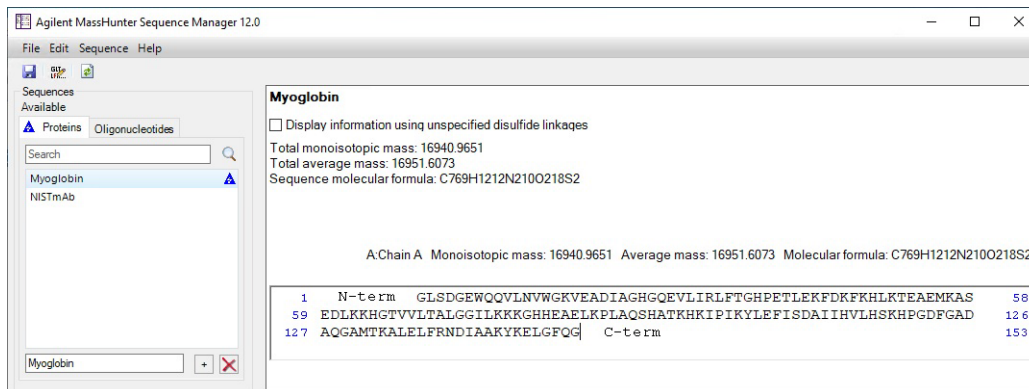 Agilent MassHunter Sequence Manager 12.0
File Edit Sequence Help
Sequences
Available
Proteins Oligonucleotides
Search
Myoglobin
NISTmAb
Myoglobin
+
Myoglobin
Display information using unspecified disulfide linkages
Total monoisotopic mass: 16940.9651
Total average mass: 16951.6073
Sequence molecular formula: C769H1212N210O218S2
A:Chain A Monoisotopic mass: 16940.9651 Average mass: 16951.6073 Molecular formula: C769H1212N210O218S2
1 N-term GLSDGEWQQVLNVWGKVEADIAGHGQEVLIRLFTGHPETLEKFDKFKHLKTEAEMKAS 58
59 EDLKKHGTVVLTALGGILKKKGHHEAELKPLAQSHATKHKIPIKYLEFISDAIIHVLHSKHPGDFGAD 126
127 AQGAMTKALELFRNDIAAKYKELGFQG C-term 153